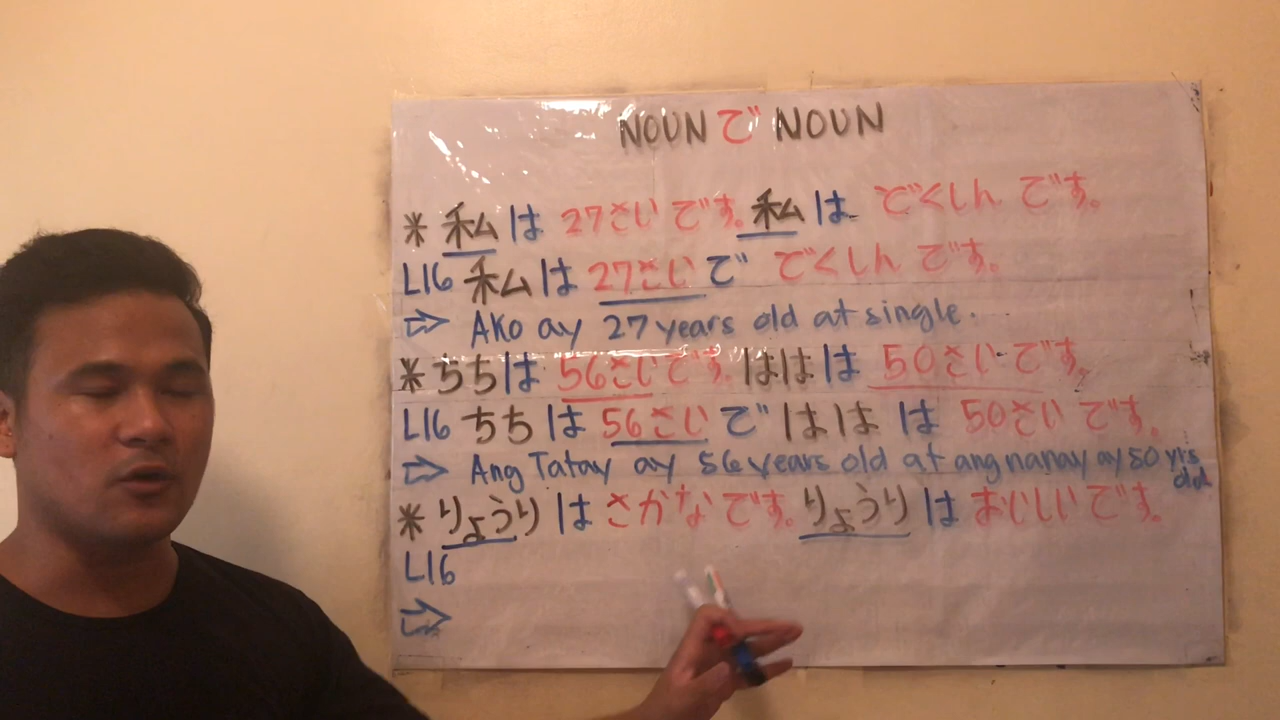 NOUN で NOUN
* 私は 27さいです。私は どくしんです。
L16 私は 27さいで どくしんです。
⇨ Ako ay 27 years old at single.
* ちちは 56さいです。ははは 50さいです。
L16 ちちは 56さいで ははは 50さいです。
⇨ Ang Tatay ay 56 years old at ang nanay ay 50 yrs old
* りょうりは さかなです。りょうりは おいしいです。
L16
⇨